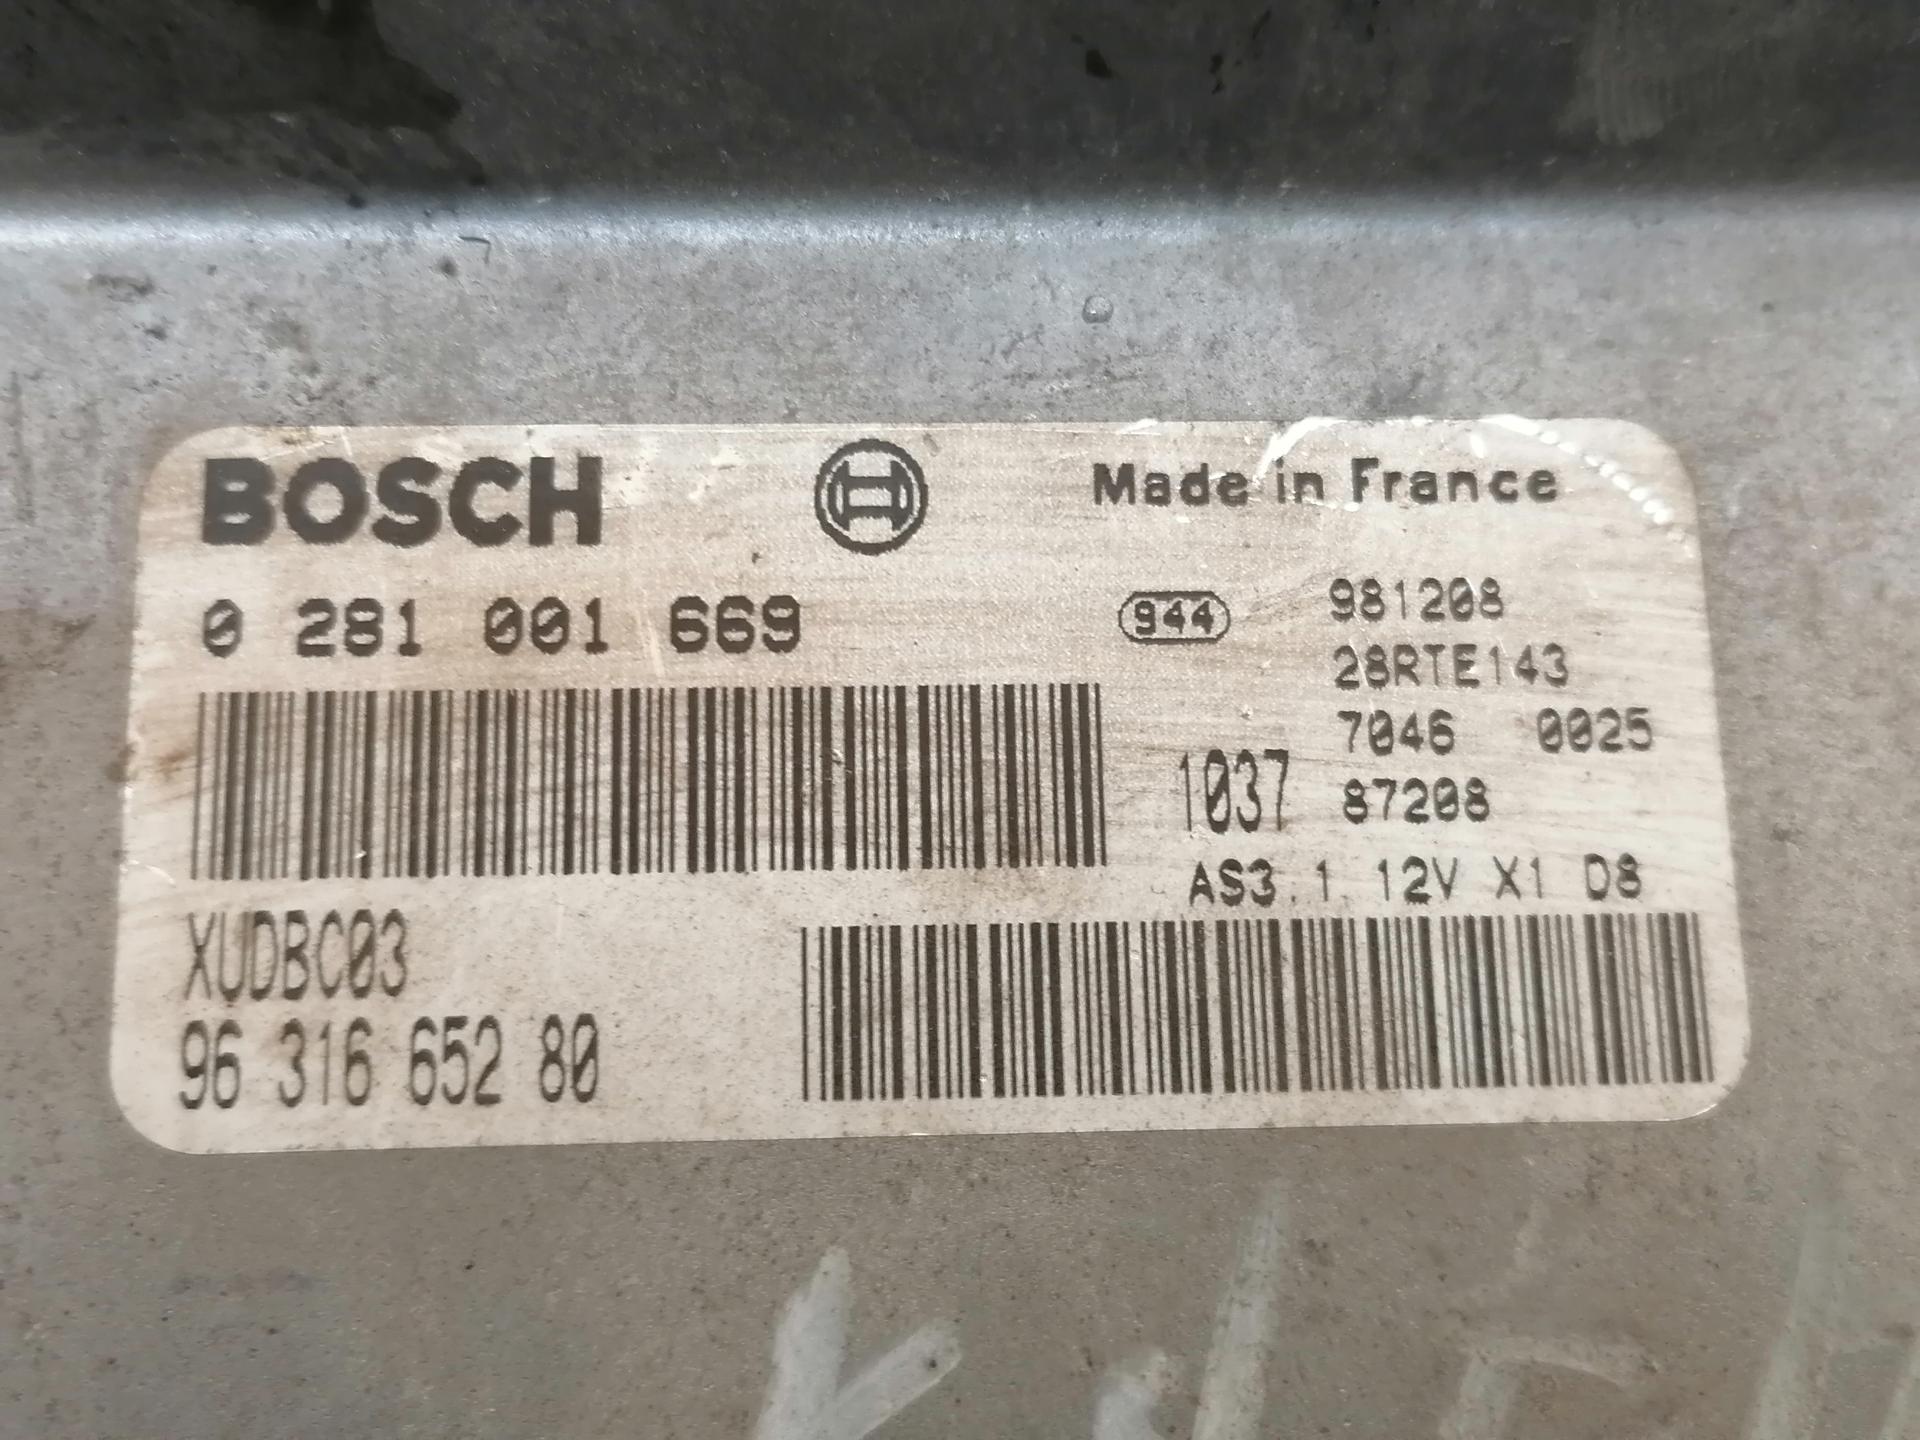 BOSCH
Made in France
0 281 001 669
944
981208
28RTE143
7046 0025
1037 87208
AS3.1 12V X1 D8
XUDBC03
96 316 652 80